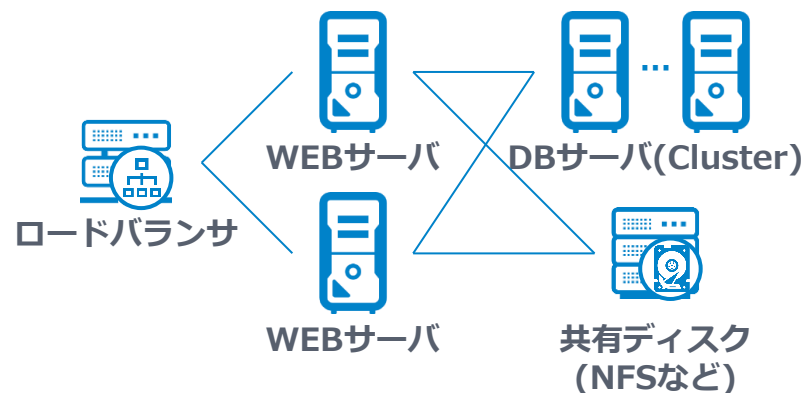 ロードバランサ
WEBサーバ
WEBサーバ
…
DBサーバ(Cluster)
共有ディスク
(NFSなど)